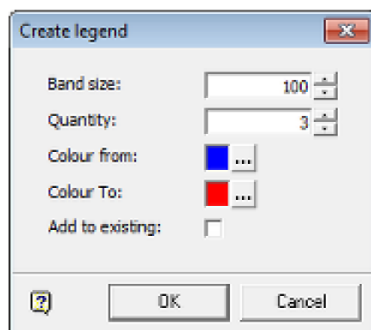 Create legend
Band size: 100
Quantity: 3
Colour from: ...
Colour To: ...
Add to existing:
? OK Cancel